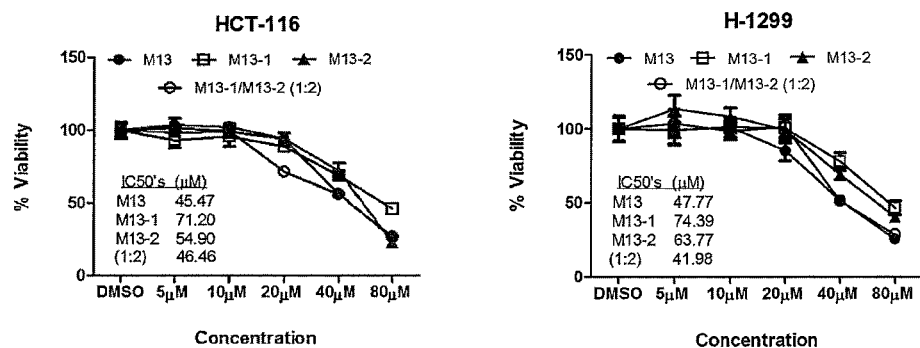 HCT-116
150
M13 M13-1 M13-2
M13-1/M13-2 (1:2)
100
% Viability
50
IC50's (µM)
M13 45.47
M13-1 71.20
M13-2 54.90
(1:2) 46.46
0
DMSO 5µM 10µM 20µM 40µM 80µM
Concentration
H-1299
150
M13 M13-1 M13-2
M13-1/M13-2 (1:2)
100
% Viability
50
IC50's (µM)
M13 47.77
M13-1 74.39
M13-2 63.77
(1:2) 41.98
0
DMSO 5µM 10µM 20µM 40µM 80µM
Concentration